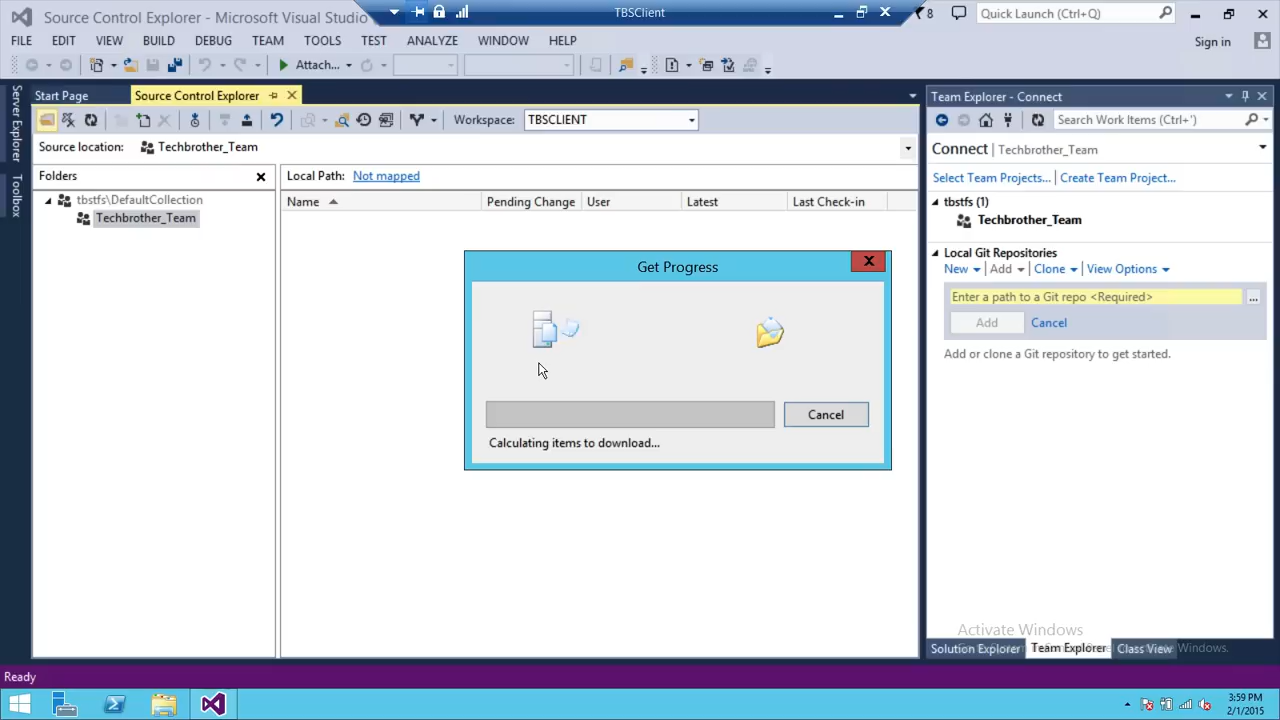 Source Control Explorer - Microsoft Visual Studio
TBSClient
8
Quick Launch (Ctrl+Q)
FILE EDIT VIEW BUILD DEBUG TEAM TOOLS TEST ANALYZE WINDOW HELP
Sign in
Attach...
Server Explorer
Toolbox
Start Page
Source Control Explorer
Workspace:
TBSCLIENT
Source location:
Techbrother_Team
Folders
Local Path: Not mapped
tbstfs\DefaultCollection
Techbrother_Team
Name Pending Change User Latest Last Check-in
Get Progress
Cancel
Calculating items to download...
Team Explorer - Connect
Search Work Items (Ctrl+')
Connect | Techbrother_Team
Select Team Projects... | Create Team Project...
tbstfs (1)
Techbrother_Team
Local Git Repositories
New | Add | Clone | View Options
Enter a path to a Git repo <Required>
...
Add Cancel
Add or clone a Git repository to get started.
Activate Windows
Windows.
Solution Explorer Team Explorer Class View
Ready
3:59 PM
2/1/2015